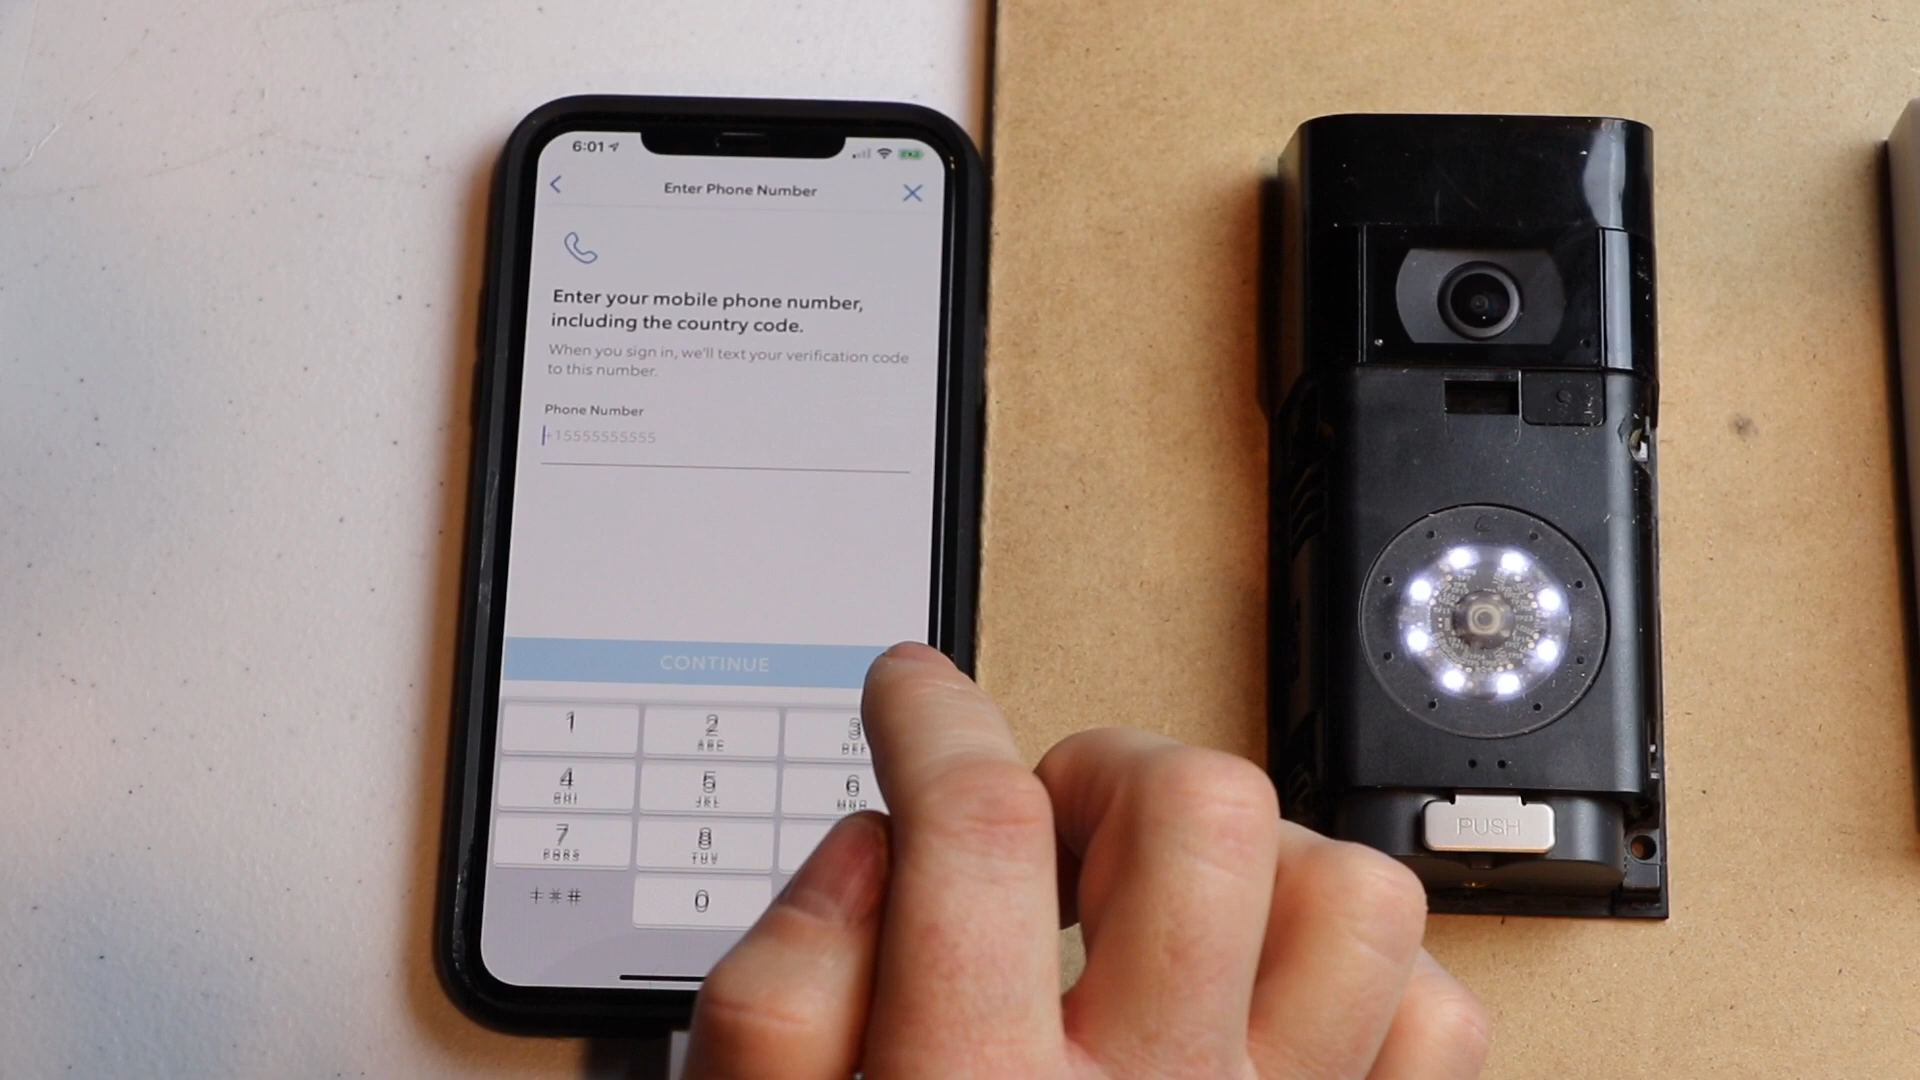 6:01
Enter Phone Number
Enter your mobile phone number,
including the country code.
When you sign in, we'll text your verification code
to this number.
Phone Number
+15555555555
CONTINUE
1
2
ABC
3
DEF
4
GHI
5
JKL
6
MNO
7
PQRS
8
TUV
+*#
0
PUSH